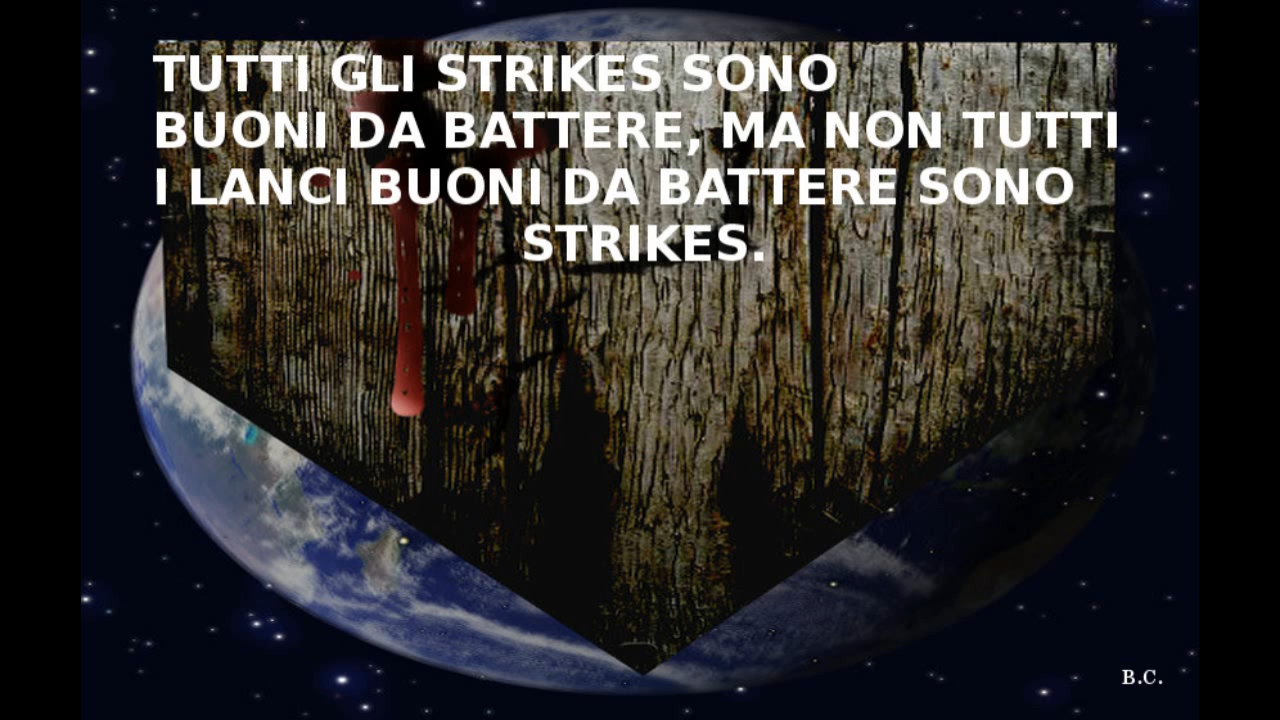 TUTTI GLI STRIKES SONO
BUONI DA BATTERE, MA NON TUTTI
I LANCI BUONI DA BATTERE SONO
STRIKES.
B.C.